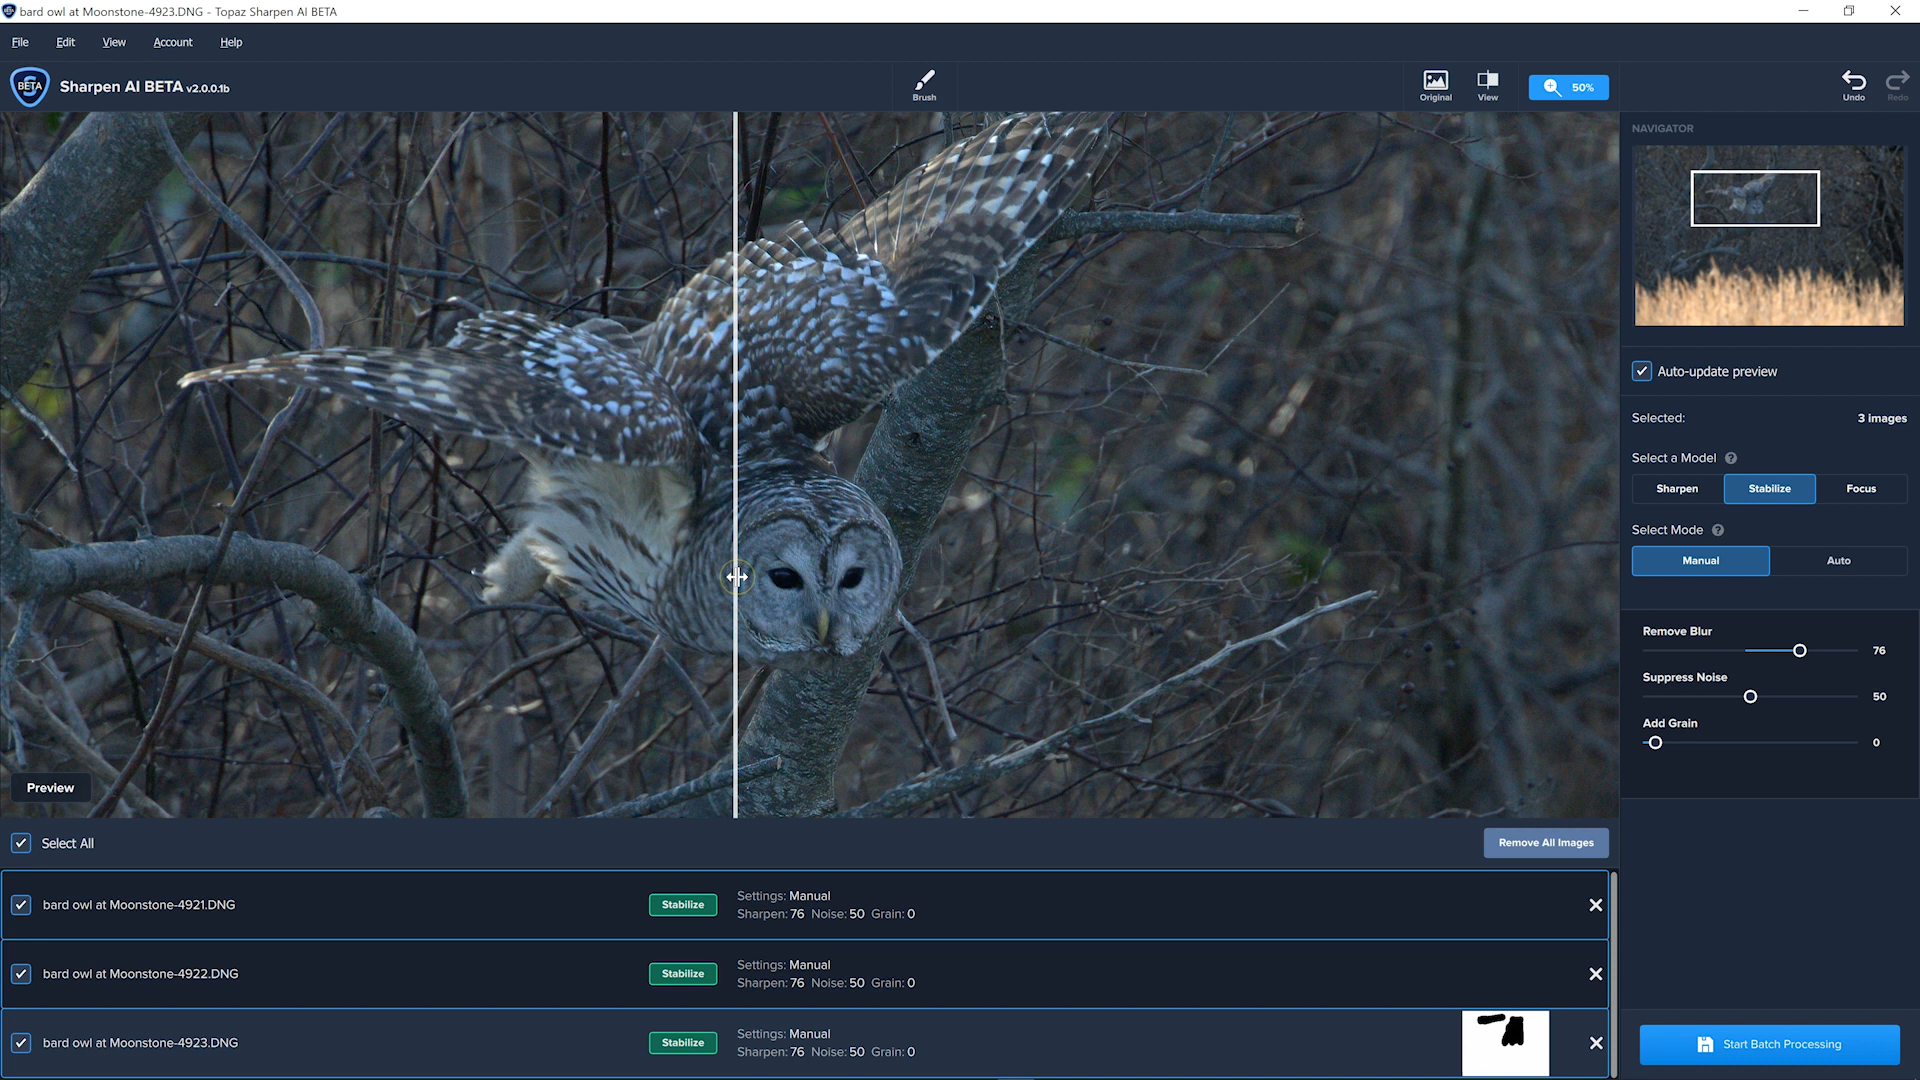 bard owl at Moonstone-4923.DNG - Topaz Sharpen AI BETA
File Edit View Account Help
BETA Sharpen AI BETA v2.0.0.1b
Brush
Original View 50%
Undo Redo
NAVIGATOR
Auto-update preview
Selected: 3 images
Select a Model ?
Sharpen Stabilize Focus
Select Mode ?
Manual Auto
Remove Blur
76
Suppress Noise
50
Add Grain
0
Preview
Select All Remove All Images
bard owl at Moonstone-4921.DNG
Stabilize
Settings: Manual
Sharpen: 76 Noise: 50 Grain: 0
bard owl at Moonstone-4922.DNG
Stabilize
Settings: Manual
Sharpen: 76 Noise: 50 Grain: 0
bard owl at Moonstone-4923.DNG
Stabilize
Settings: Manual
Sharpen: 76 Noise: 50 Grain: 0
Start Batch Processing